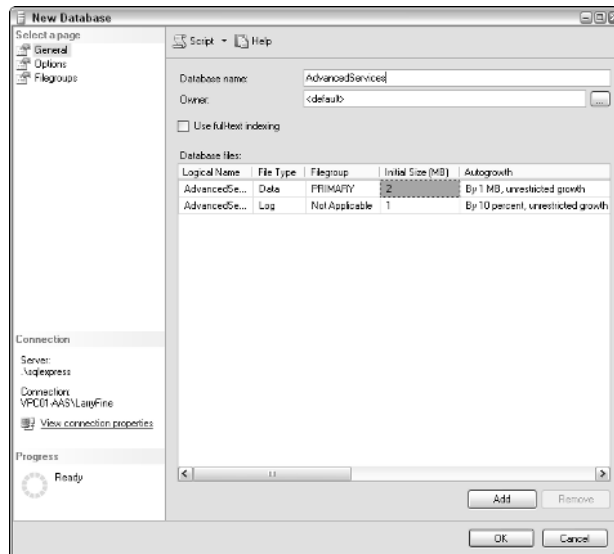 New Database
Select a page
General
Options
Filegroups
Script
Help
Database name:
AdvancedServices
Owner:
<default>
...
Use full-text indexing
Database files:
Logical Name File Type Filegroup Initial Size (MB) Autogrowth
AdvancedSe... Data PRIMARY 2 By 1 MB, unrestricted growth
AdvancedSe... Log Not Applicable 1 By 10 percent, unrestricted growth
Connection
Server:
.\sqlexpress
Connection:
VPC01-AAS\LarryFine
View connection properties
Progress
Ready
Add
Remove
OK
Cancel